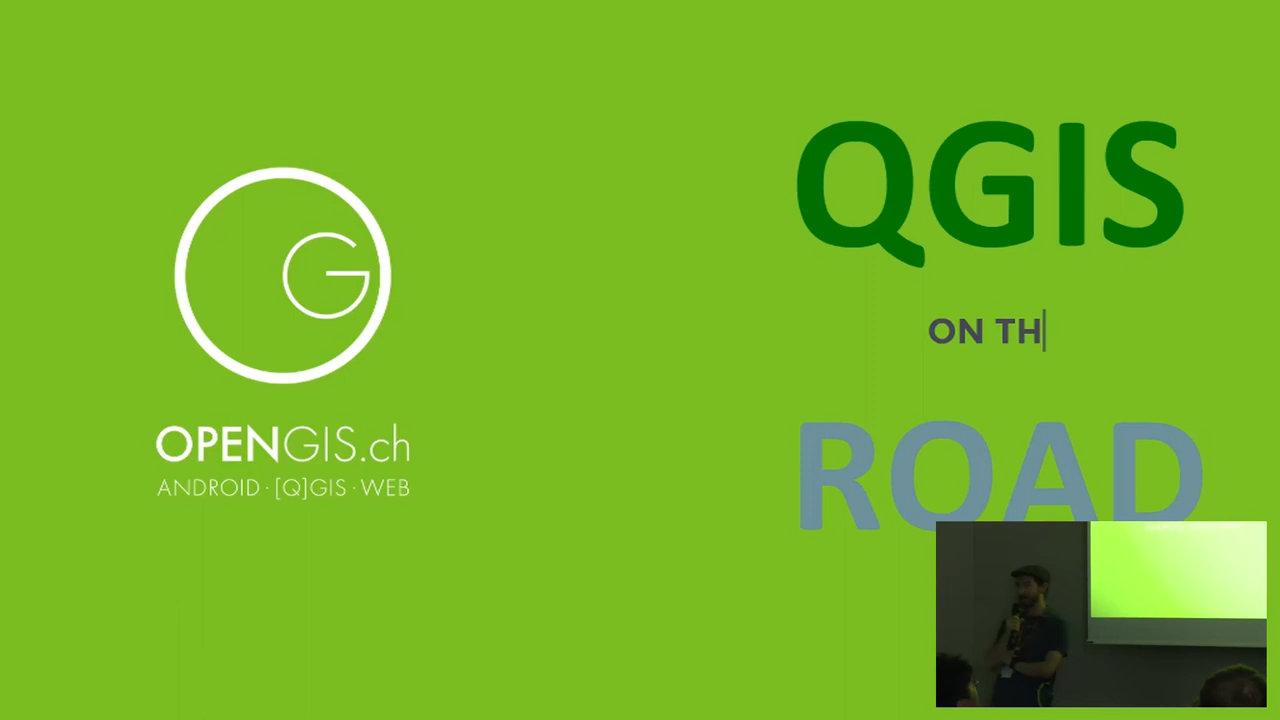 QGIS
ON TH
ROAD
G
OPENGIS.ch
ANDROID · [Q]GIS · WEB